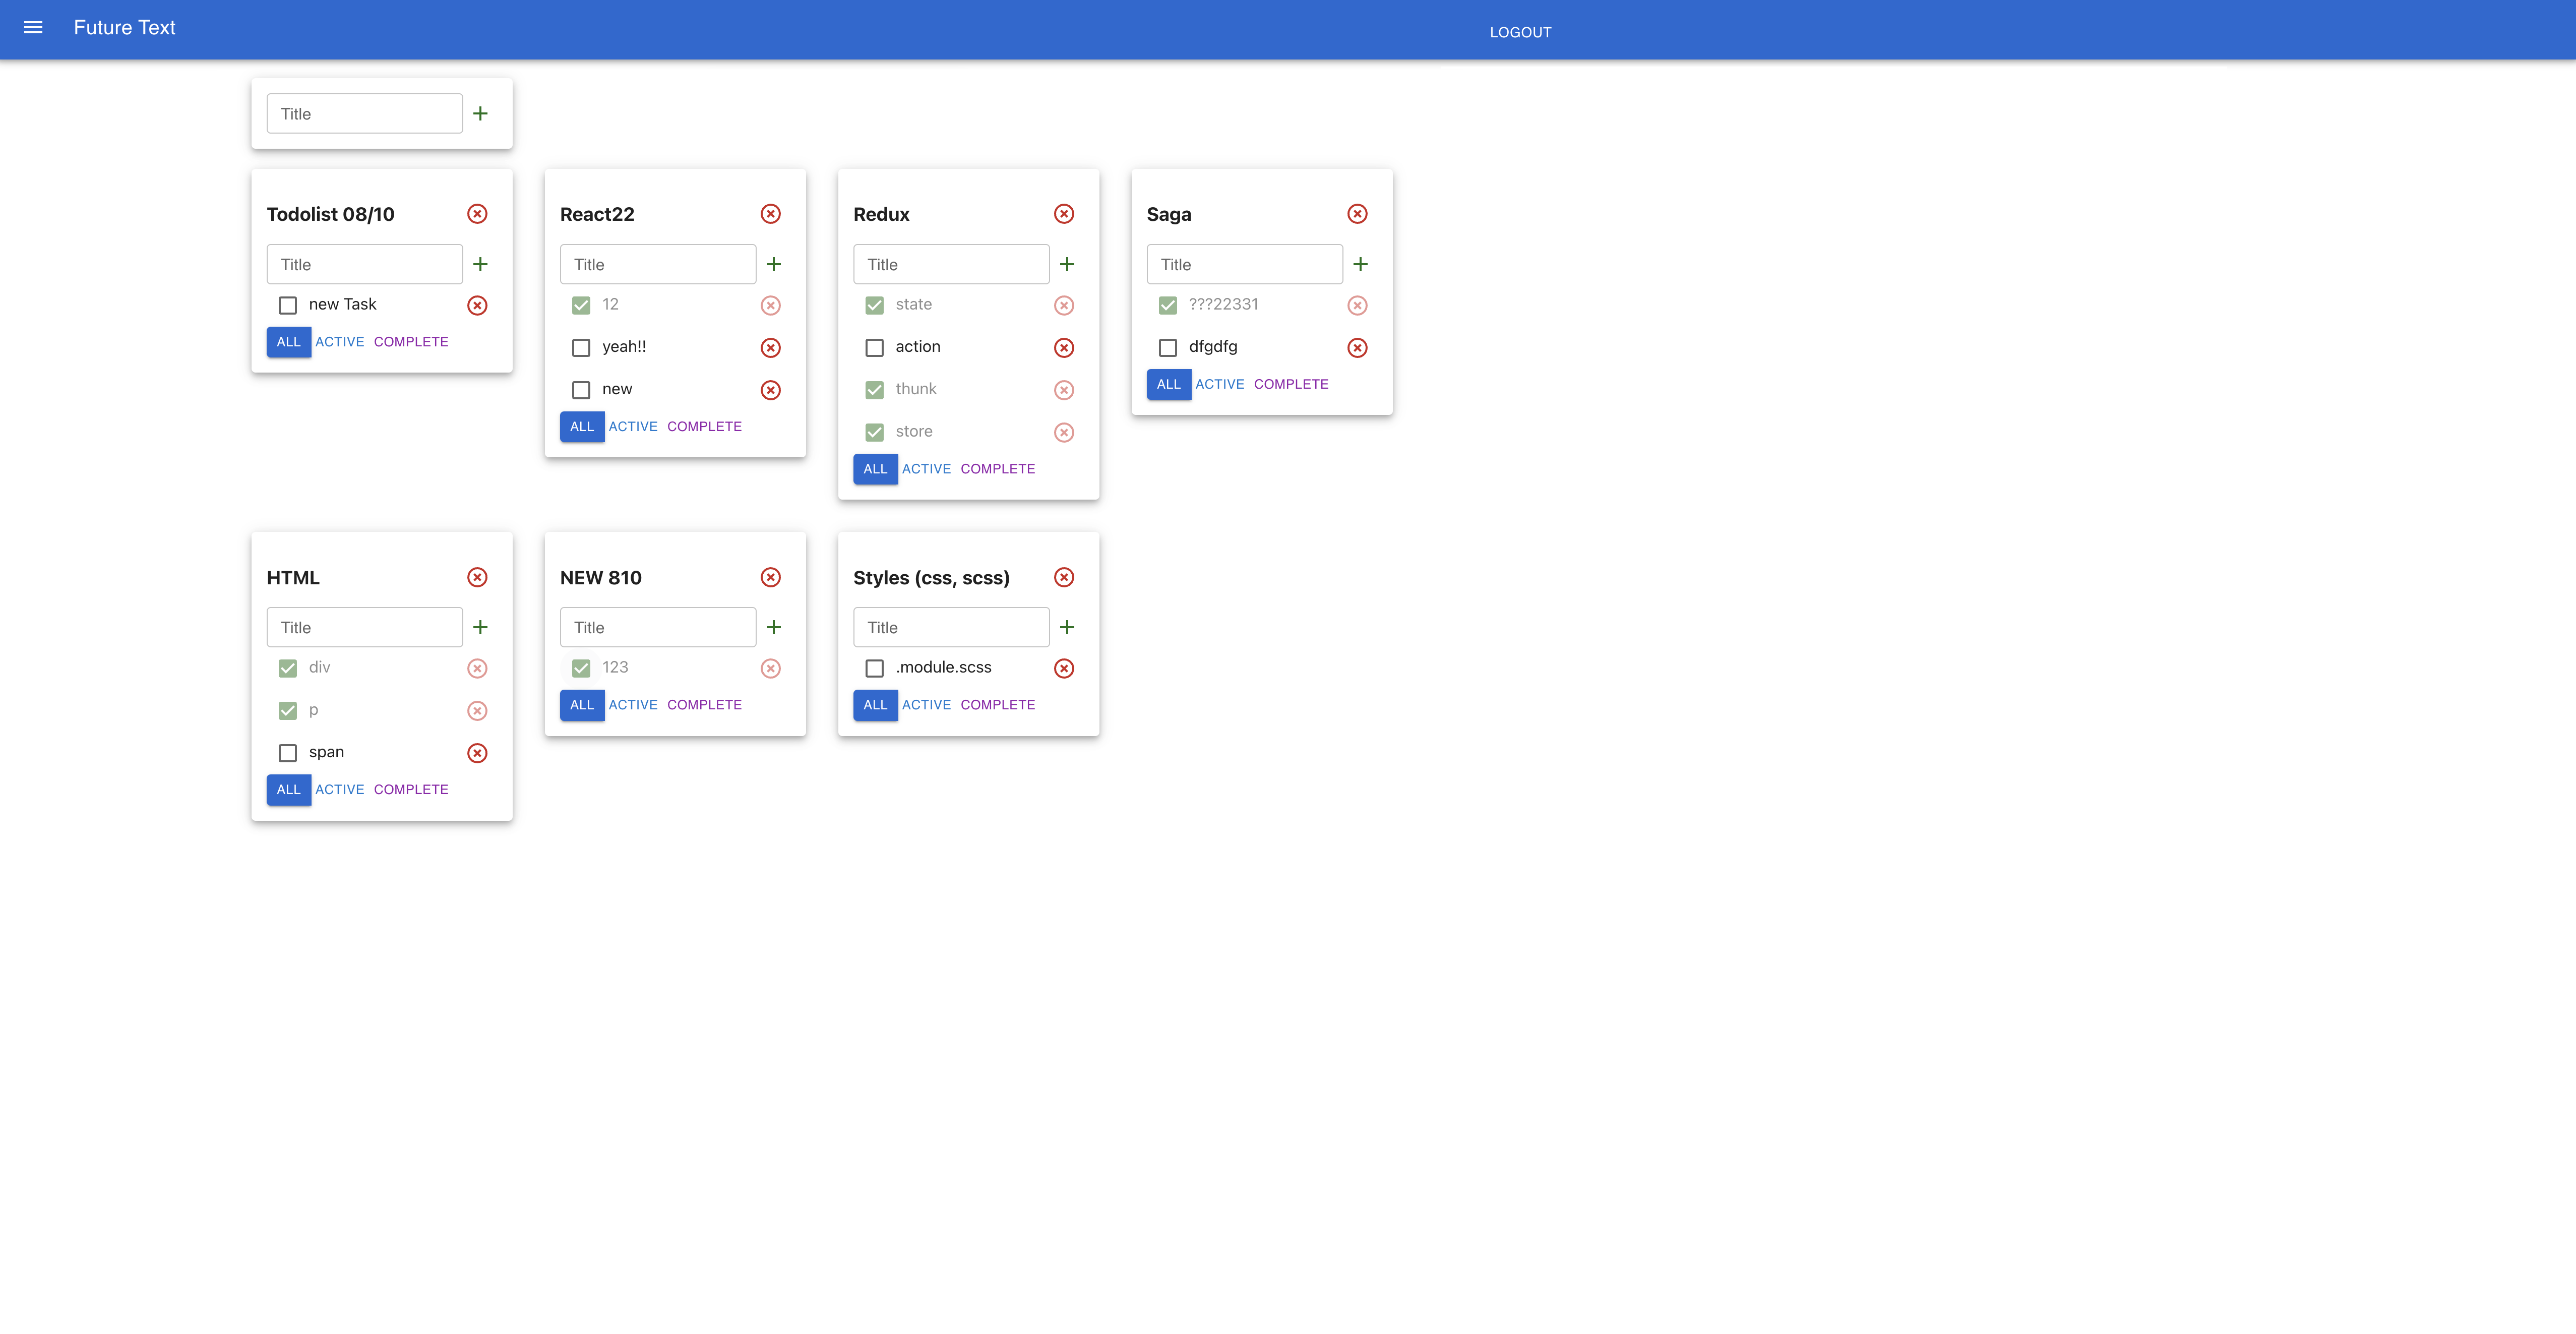 Future Text
LOGOUT
Title
Todolist 08/10
Title
new Task
ALL ACTIVE COMPLETE
React22
Title
12
yeah!!
new
ALL ACTIVE COMPLETE
Redux
Title
state
action
thunk
store
ALL ACTIVE COMPLETE
Saga
Title
???22331
dfgdfg
ALL ACTIVE COMPLETE
HTML
Title
div
p
span
ALL ACTIVE COMPLETE
NEW 810
Title
123
ALL ACTIVE COMPLETE
Styles (css, scss)
Title
.module.scss
ALL ACTIVE COMPLETE